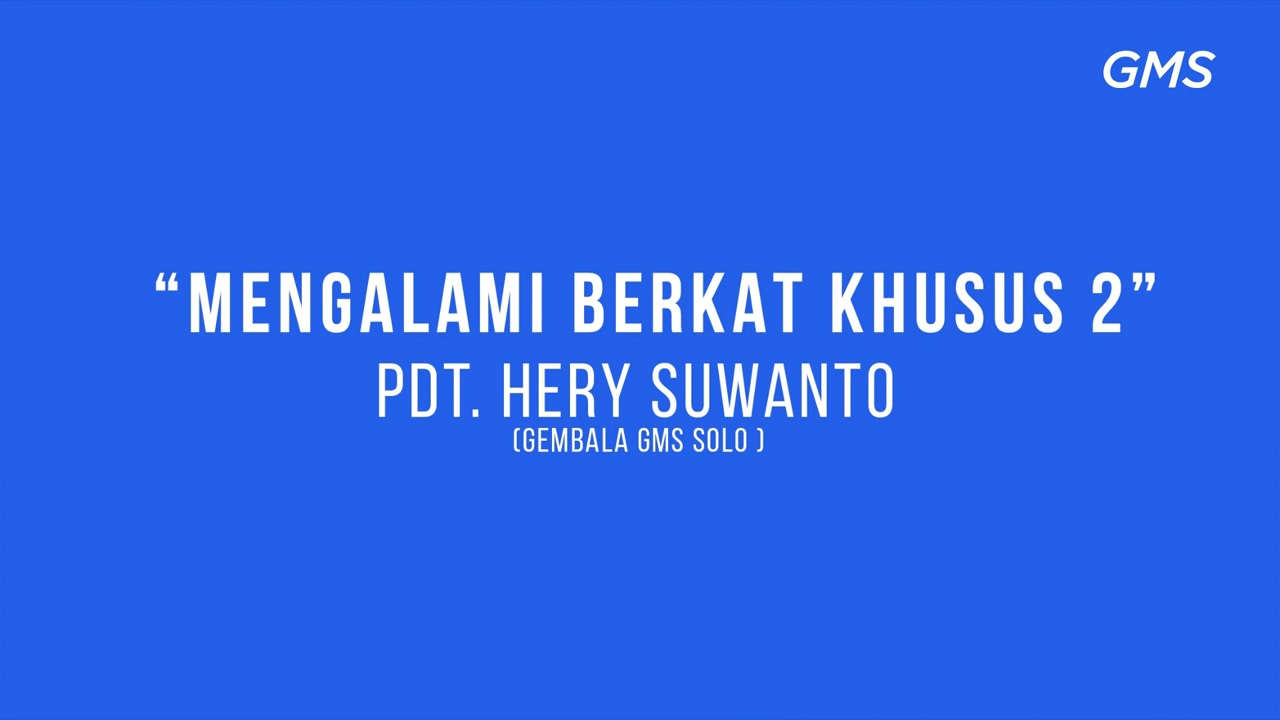 GMS
“MENGALAMI BERKAT KHUSUS 2”
PDT. HERY SUWANTO
(GEMBALA GMS SOLO )